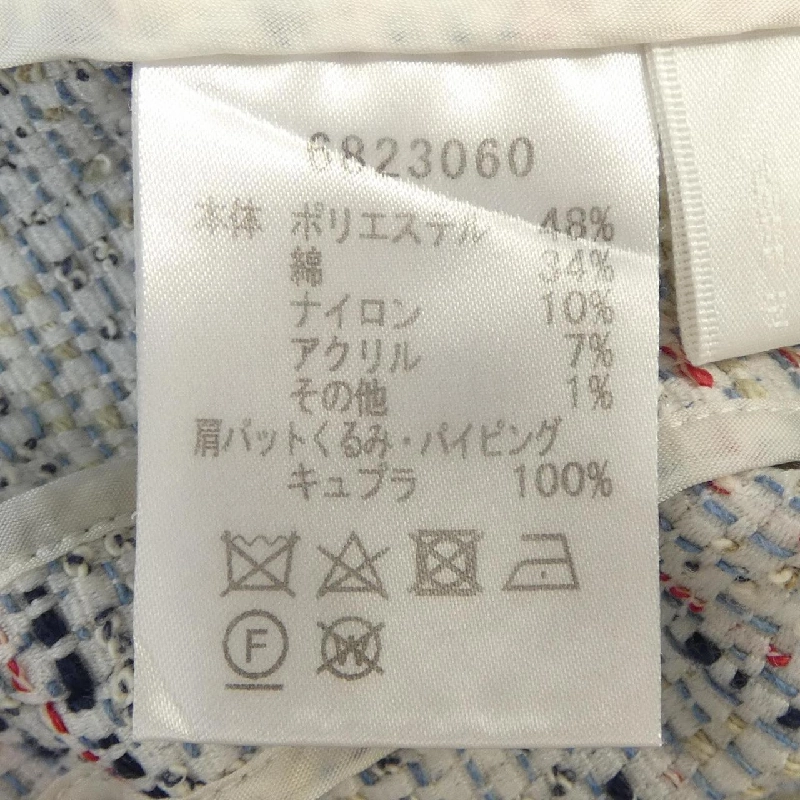 6823060
本体 ポリエステル 48%
綿 34%
ナイロン 10%
アクリル 7%
その他 1%
肩パットくるみ・パイピング
キュプラ 100%
F W